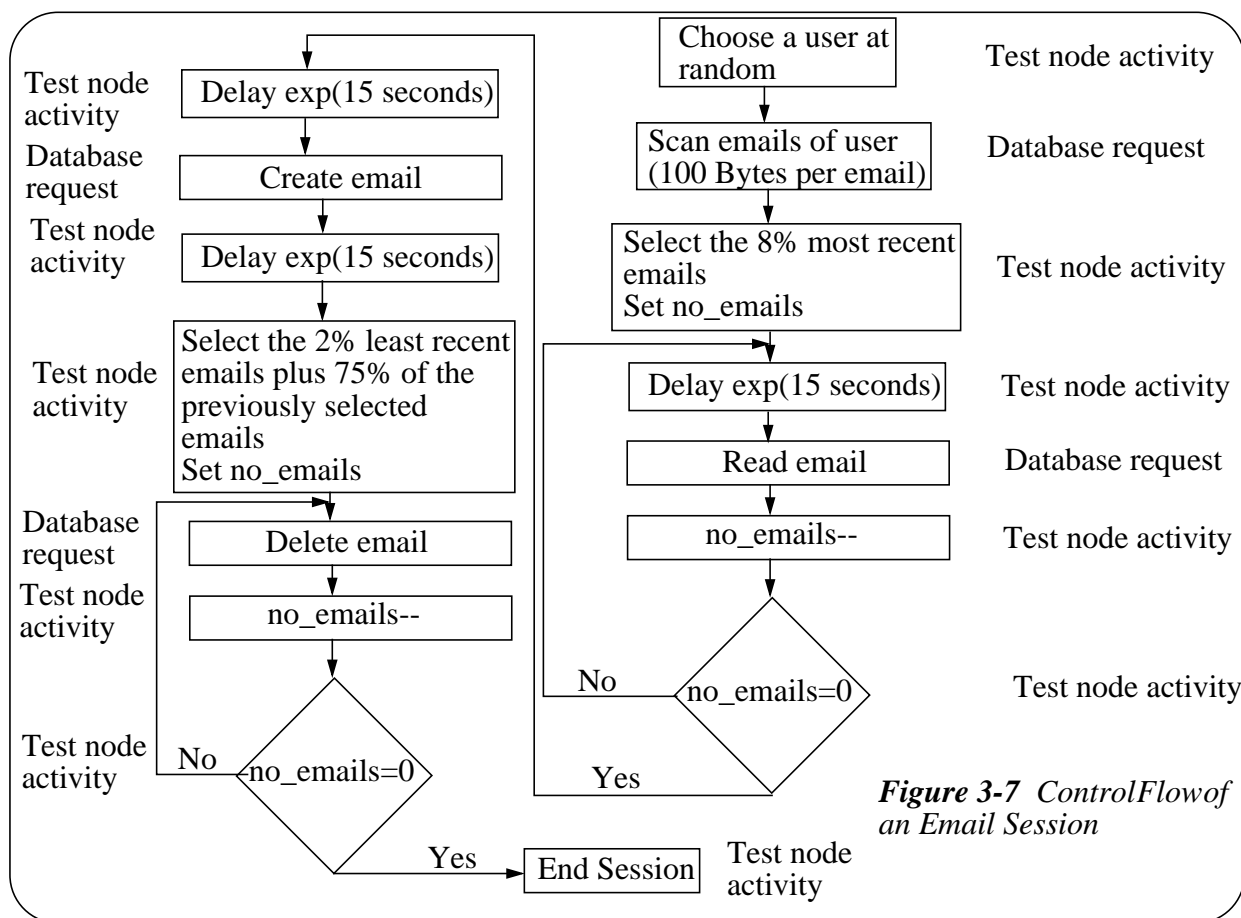 Choose a user at
random
Test node activity
Scan emails of user
(100 Bytes per email)
Database request
Select the 8% most recent
emails
Set no_emails
Test node activity
Delay exp(15 seconds)
Test node activity
Read email
Database request
no_emails--
Test node activity
no_emails=0
Test node activity
No
Yes
Test node
activity
Delay exp(15 seconds)
Database
request
Create email
Test node
activity
Delay exp(15 seconds)
Test node
activity
Select the 2% least recent
emails plus 75% of the
previously selected
emails
Set no_emails
Database
request
Delete email
Test node
activity
no_emails--
Test node
activity
No
no_emails=0
Yes
End Session
Test node
activity
Figure 3-7 ControlFlowof
an Email Session